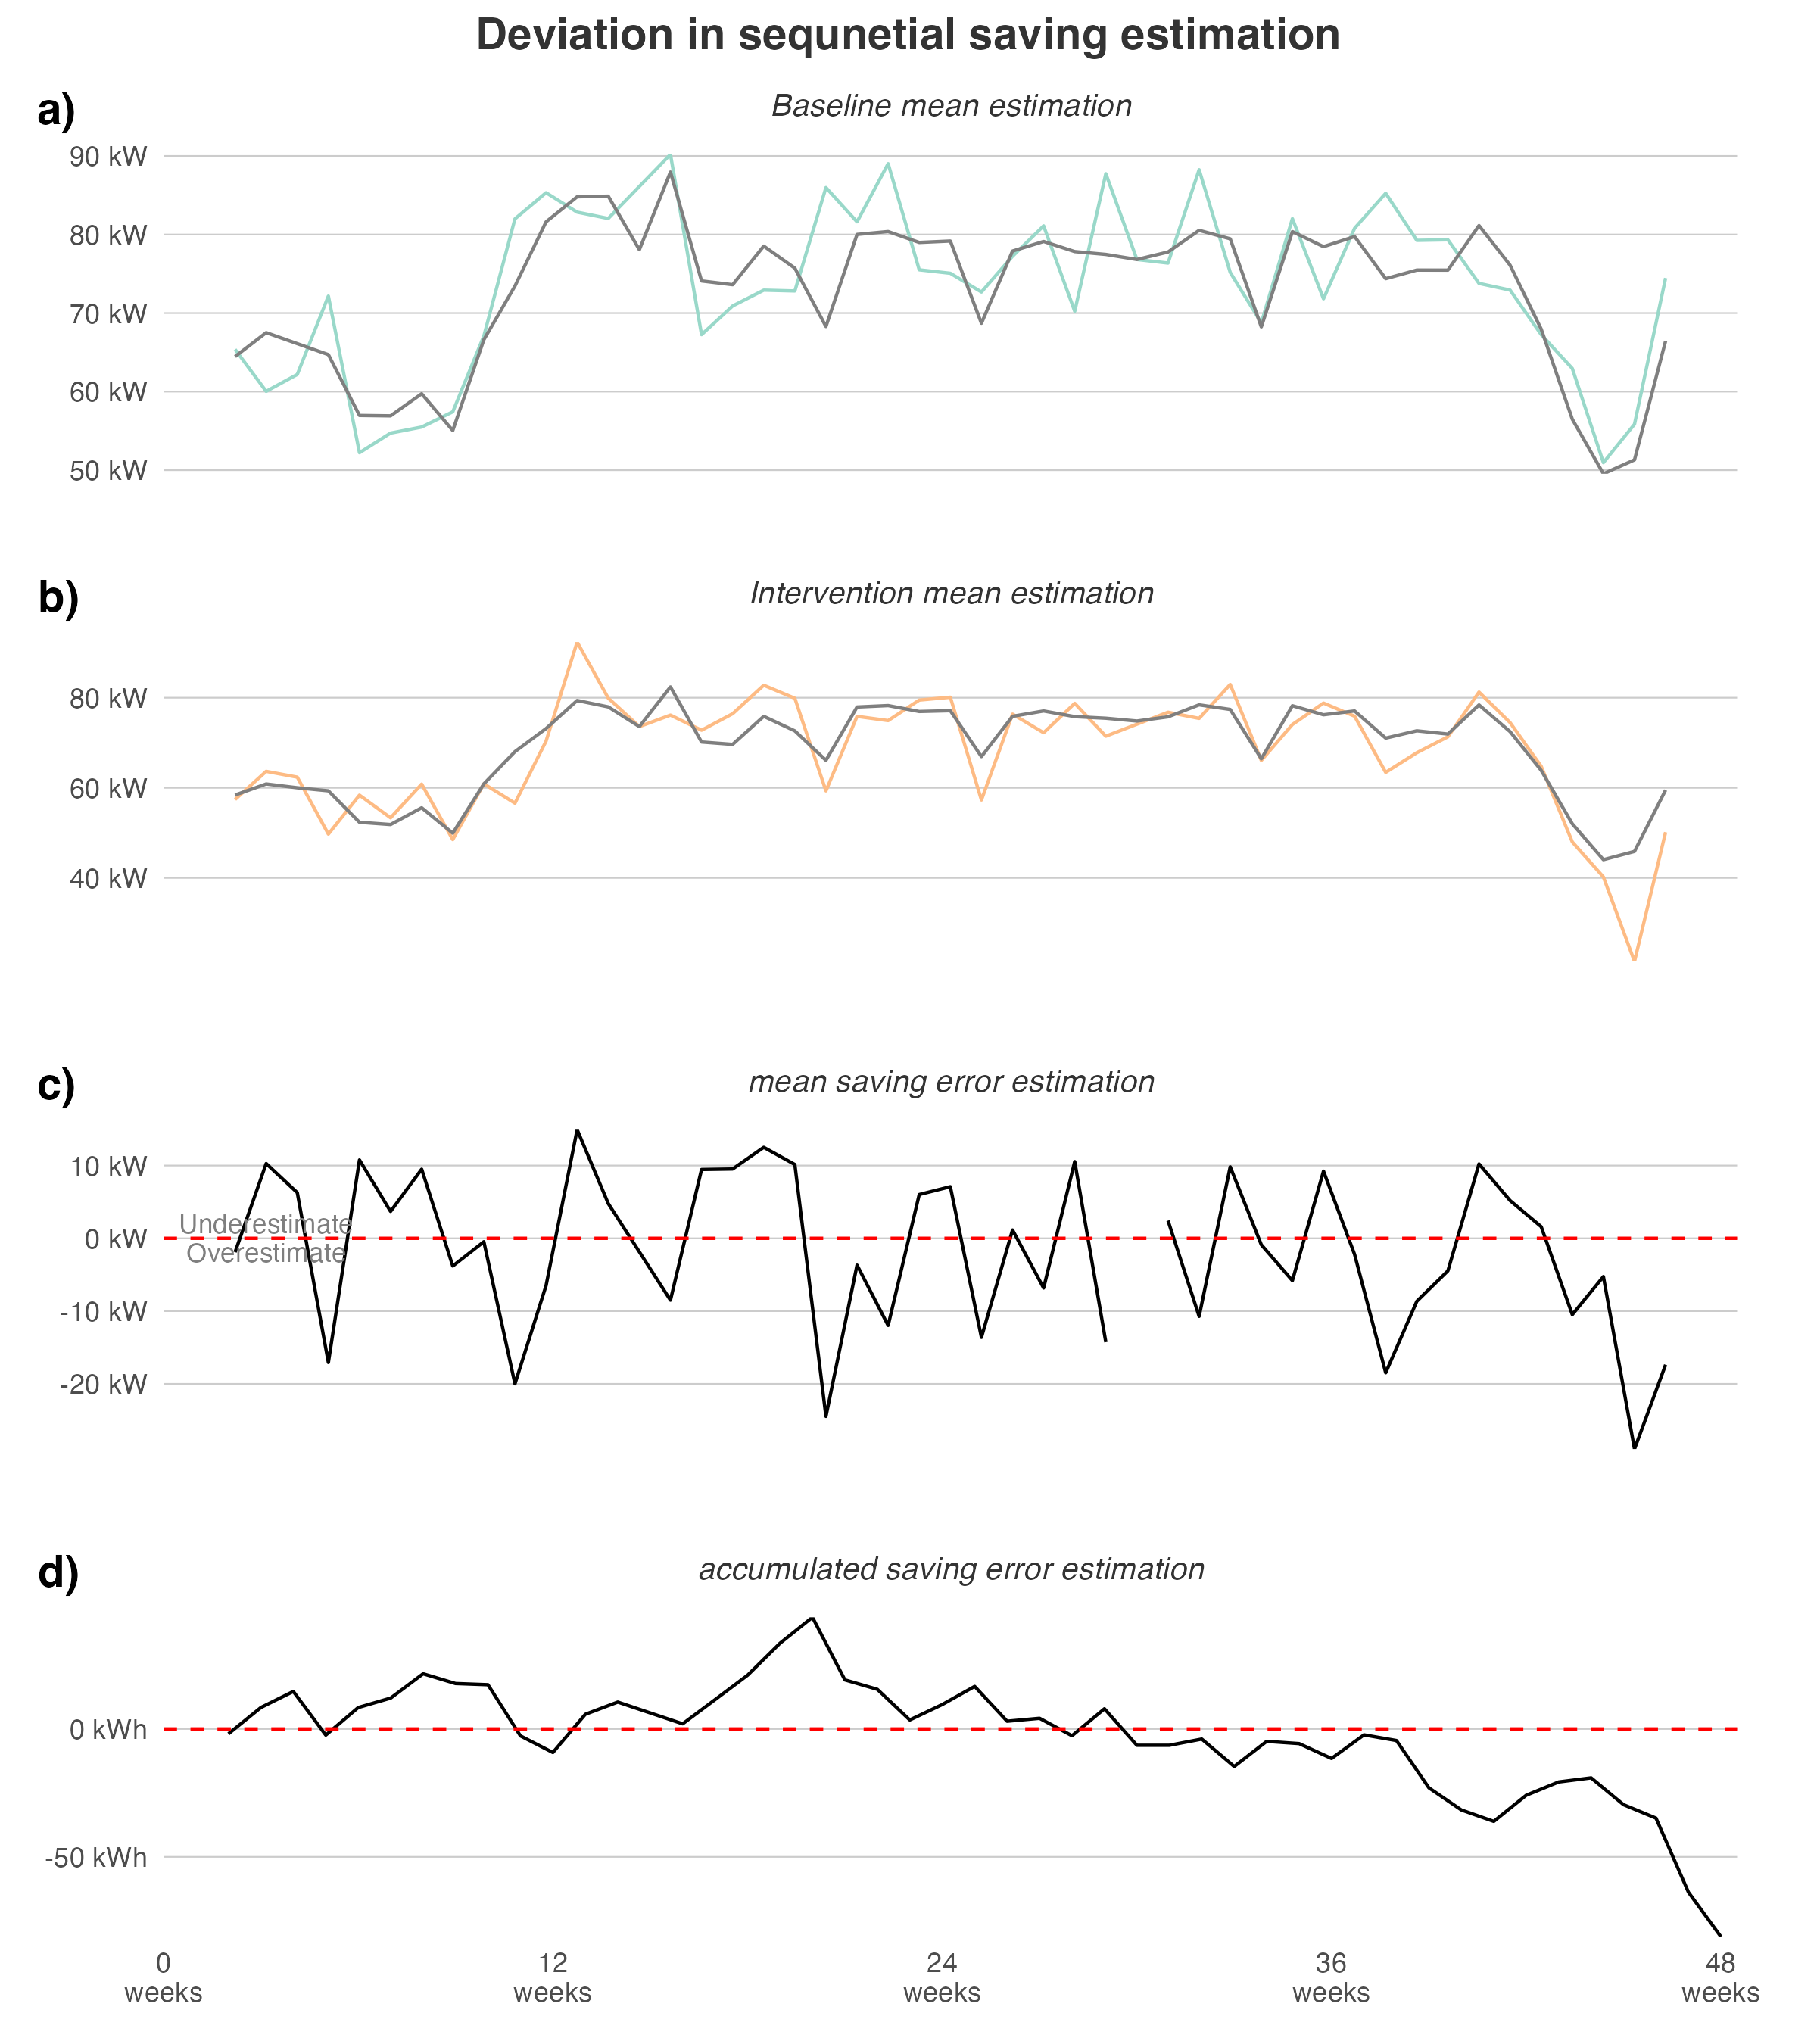 Deviation in sequnetial saving estimation
a)
Baseline mean estimation
90 kW
80 kW
70 kW
60 kW
50 kW
b)
Intervention mean estimation
80 kW
60 kW
40 kW
c)
mean saving error estimation
10 kW
Underestimate
0 kW
Overestimate
-10 kW
-20 kW
d)
accumulated saving error estimation
0 kWh
-50 kWh
0 12 24 36 48
weeks weeks weeks weeks weeks